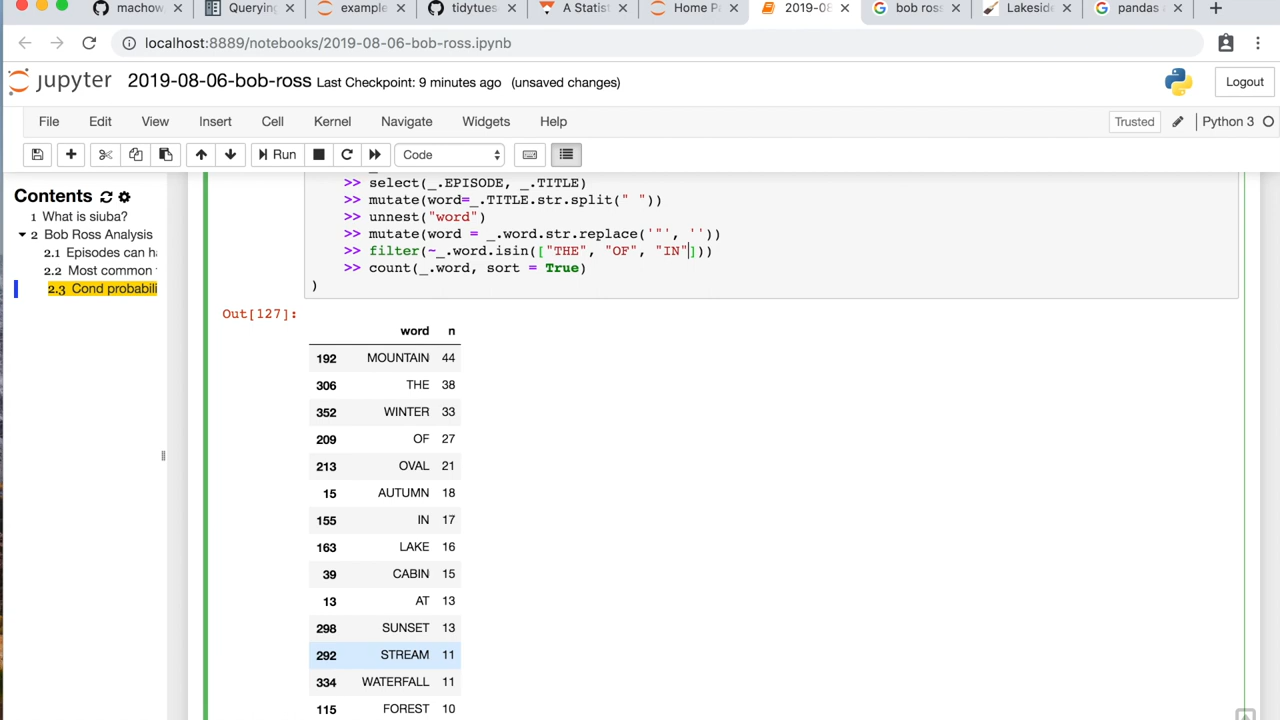 machow
Querying
example
tidytues
A Statist
Home P
2019-08
bob ross
Lakeside
pandas
localhost:8889/notebooks/2019-08-06-bob-ross.ipynb
jupyter 2019-08-06-bob-ross Last Checkpoint: 9 minutes ago (unsaved changes)
Logout
File Edit View Insert Cell Kernel Navigate Widgets Help
Trusted
Python 3
Run
Code
Contents
1 What is siuba?
2 Bob Ross Analysis
2.1 Episodes can ha
2.2 Most common
2.3 Cond probabili
>> select(_.EPISODE, _.TITLE)
>> mutate(word=_.TITLE.str.split(" "))
>> unnest("word")
>> mutate(word = _.word.str.replace('"', ''))
>> filter(~_.word.isin(["THE", "OF", "IN"]))
>> count(_.word, sort = True)
)
Out[127]:
word n
192 MOUNTAIN 44
306 THE 38
352 WINTER 33
209 OF 27
213 OVAL 21
15 AUTUMN 18
155 IN 17
163 LAKE 16
39 CABIN 15
13 AT 13
298 SUNSET 13
292 STREAM 11
334 WATERFALL 11
115 FOREST 10